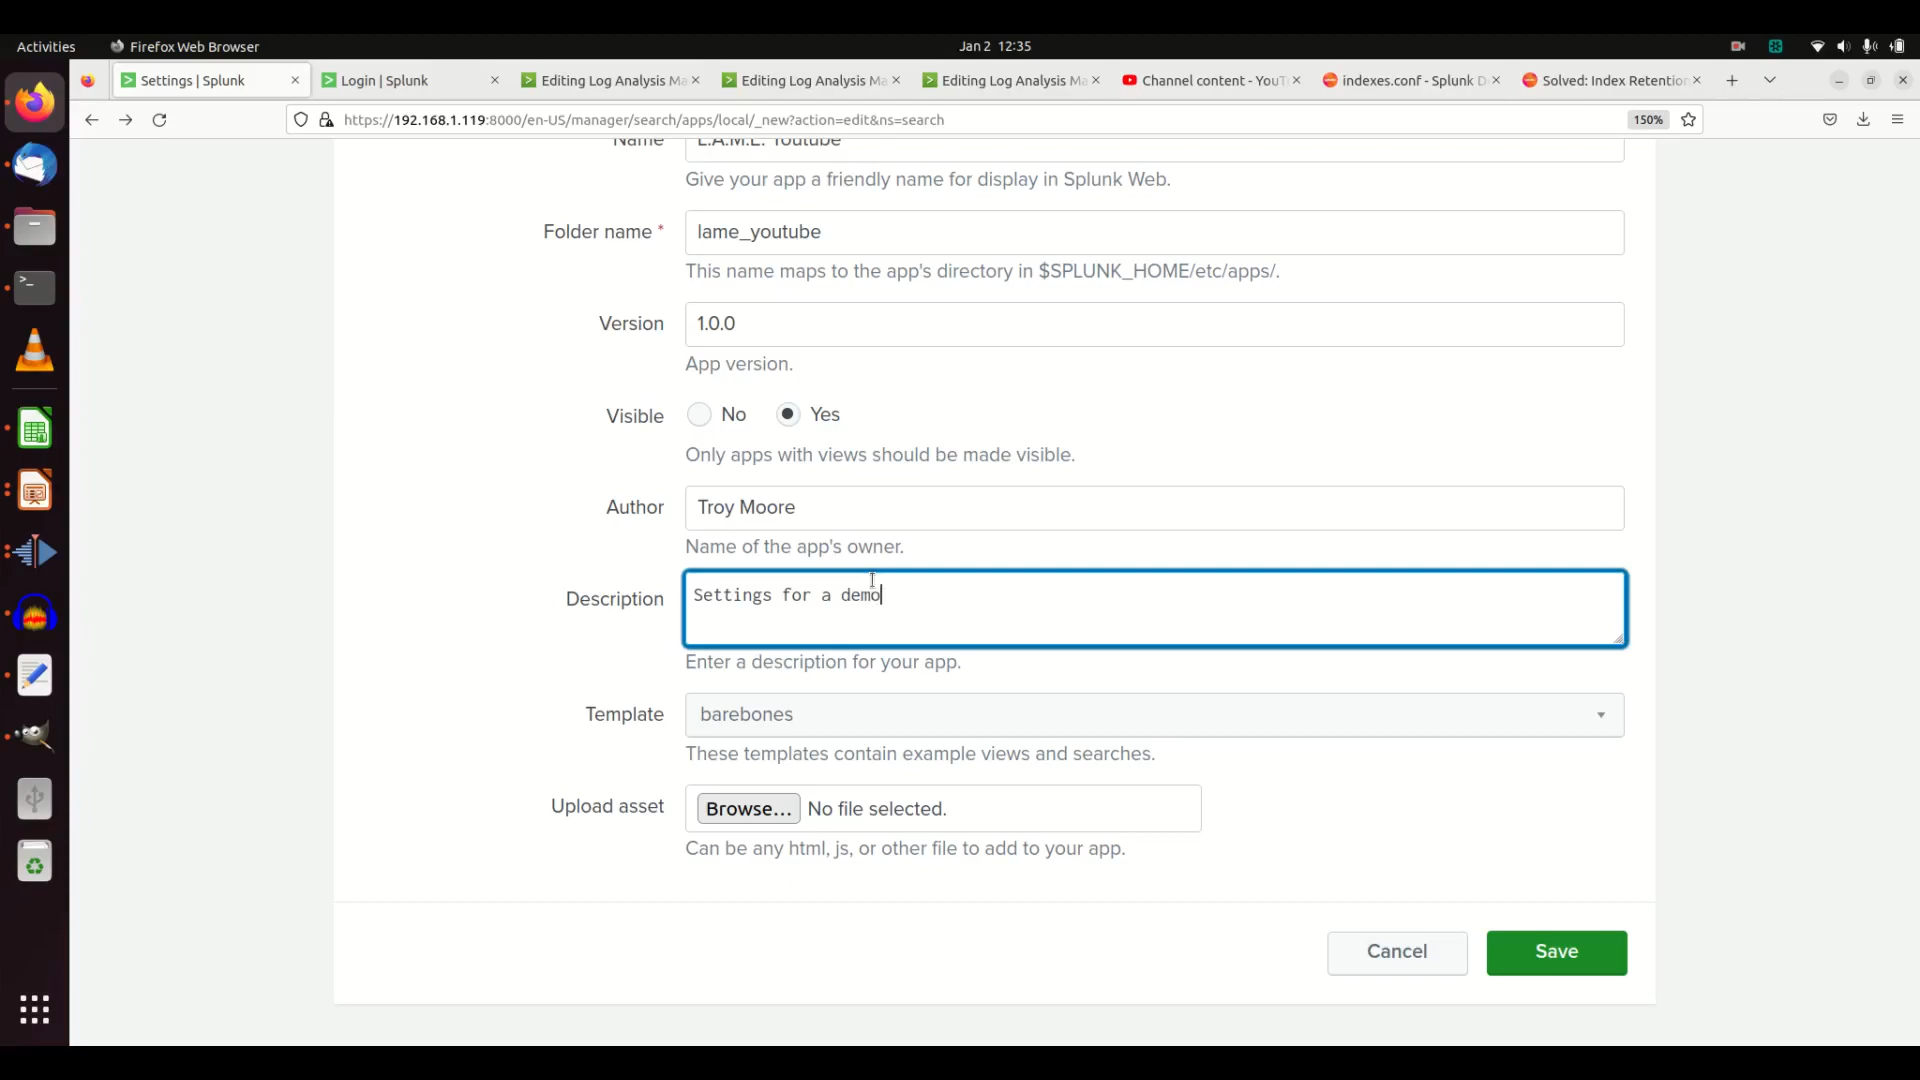 Activities
Firefox Web Browser
Jan 2 12:35
Settings | Splunk
Login | Splunk
Editing Log Analysis Ma
Editing Log Analysis Ma
Editing Log Analysis Ma
Channel content - YouT
indexes.conf - Splunk D
Solved: Index Retention
https://192.168.1.119:8000/en-US/manager/search/apps/local/_new?action=edit&ns=search
150%
Name
L.A.M.E. Youtube
Give your app a friendly name for display in Splunk Web.
Folder name *
lame_youtube
This name maps to the app's directory in $SPLUNK_HOME/etc/apps/.
Version
1.0.0
App version.
Visible
No
Yes
Only apps with views should be made visible.
Author
Troy Moore
Name of the app's owner.
Description
Settings for a demo
Enter a description for your app.
Template
barebones
These templates contain example views and searches.
Upload asset
Browse...
No file selected.
Can be any html, js, or other file to add to your app.
Cancel
Save